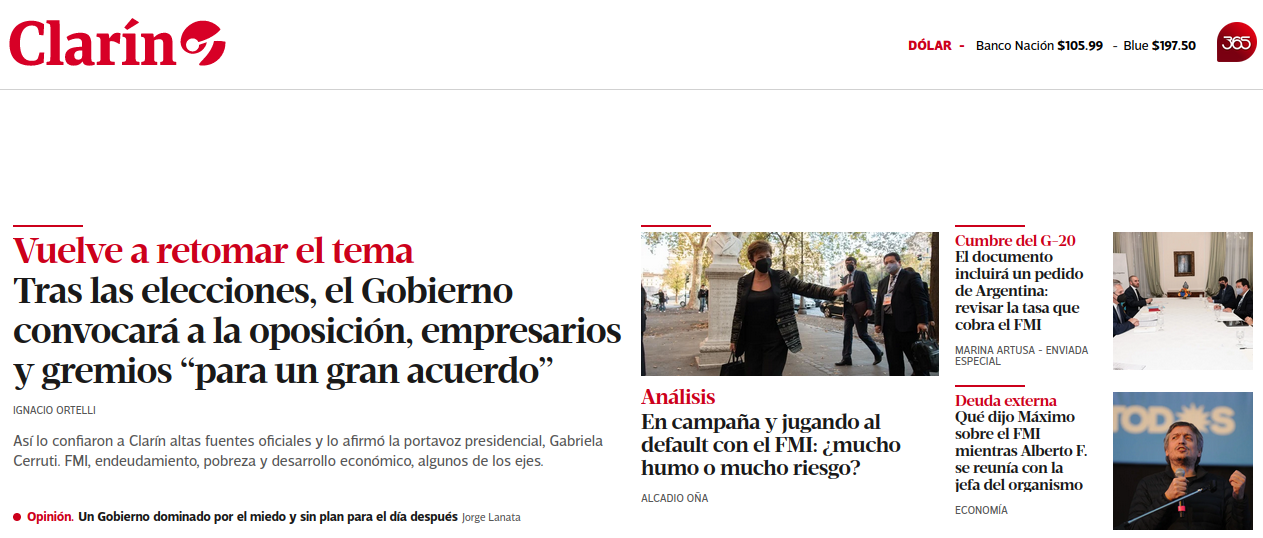 Clarín
DÓLAR - Banco Nación $105.99 - Blue $197.50
365
Vuelve a retomar el tema
Tras las elecciones, el Gobierno
convocará a la oposición, empresarios
y gremios “para un gran acuerdo”
IGNACIO ORTELLI
Así lo confiaron a Clarín altas fuentes oficiales y lo afirmó la portavoz presidencial, Gabriela
Cerruti. FMI, endeudamiento, pobreza y desarrollo económico, algunos de los ejes.
Opinión. Un Gobierno dominado por el miedo y sin plan para el día después Jorge Lanata
Análisis
En campaña y jugando al
default con el FMI: ¿mucho
humo o mucho riesgo?
ALCADIO OÑA
Cumbre del G-20
El documento
incluirá un pedido
de Argentina:
revisar la tasa que
cobra el FMI
MARINA ARTUSA - ENVIADA
ESPECIAL
Deuda externa
Qué dijo Máximo
sobre el FMI
mientras Alberto F.
se reunía con la
jefa del organismo
ECONOMÍA
TODOS